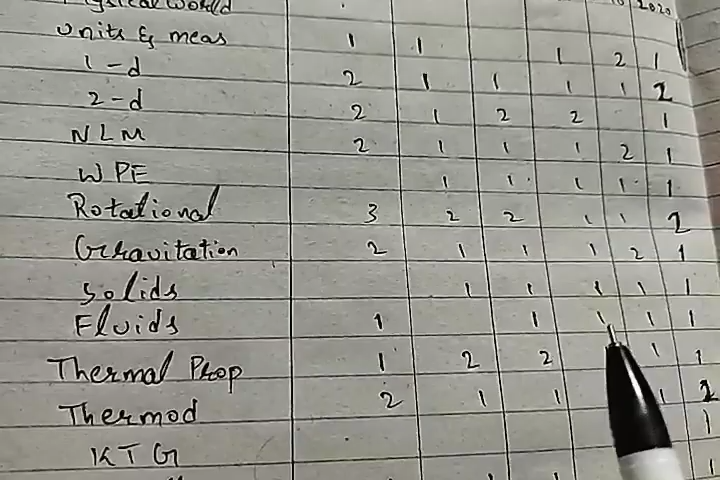 Physical World
Units & meas 1 1 1 2 1
1-d 2 1 1 1 1 2
2-d 2 1 2 2 1
NLM 2 1 1 1 2 1
WPE 1 1 1 1 1
Rotational 3 2 2 1 1 2
Gravitation 2 1 1 1 2 1
Solids 1 1 1 1 1
Fluids 1 1 1 1 1
Thermal Prop 1 2 2 1 1
Thermod 2 1 1 1 2
KTG 1
2020